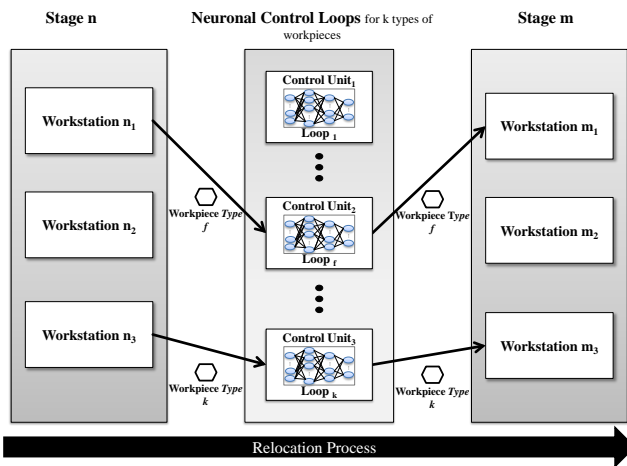 Stage n
Neuronal Control Loops for k types of
workpieces
Stage m
Workstation n1
Workstation n2
Workstation n3
Control Unit1
Loop 1
Control Unit2
Loop f
Control Unit3
Loop k
Workpiece Type
f
Workpiece Type
k
Workpiece Type
f
Workpiece Type
k
Workstation m1
Workstation m2
Workstation m3
Relocation Process